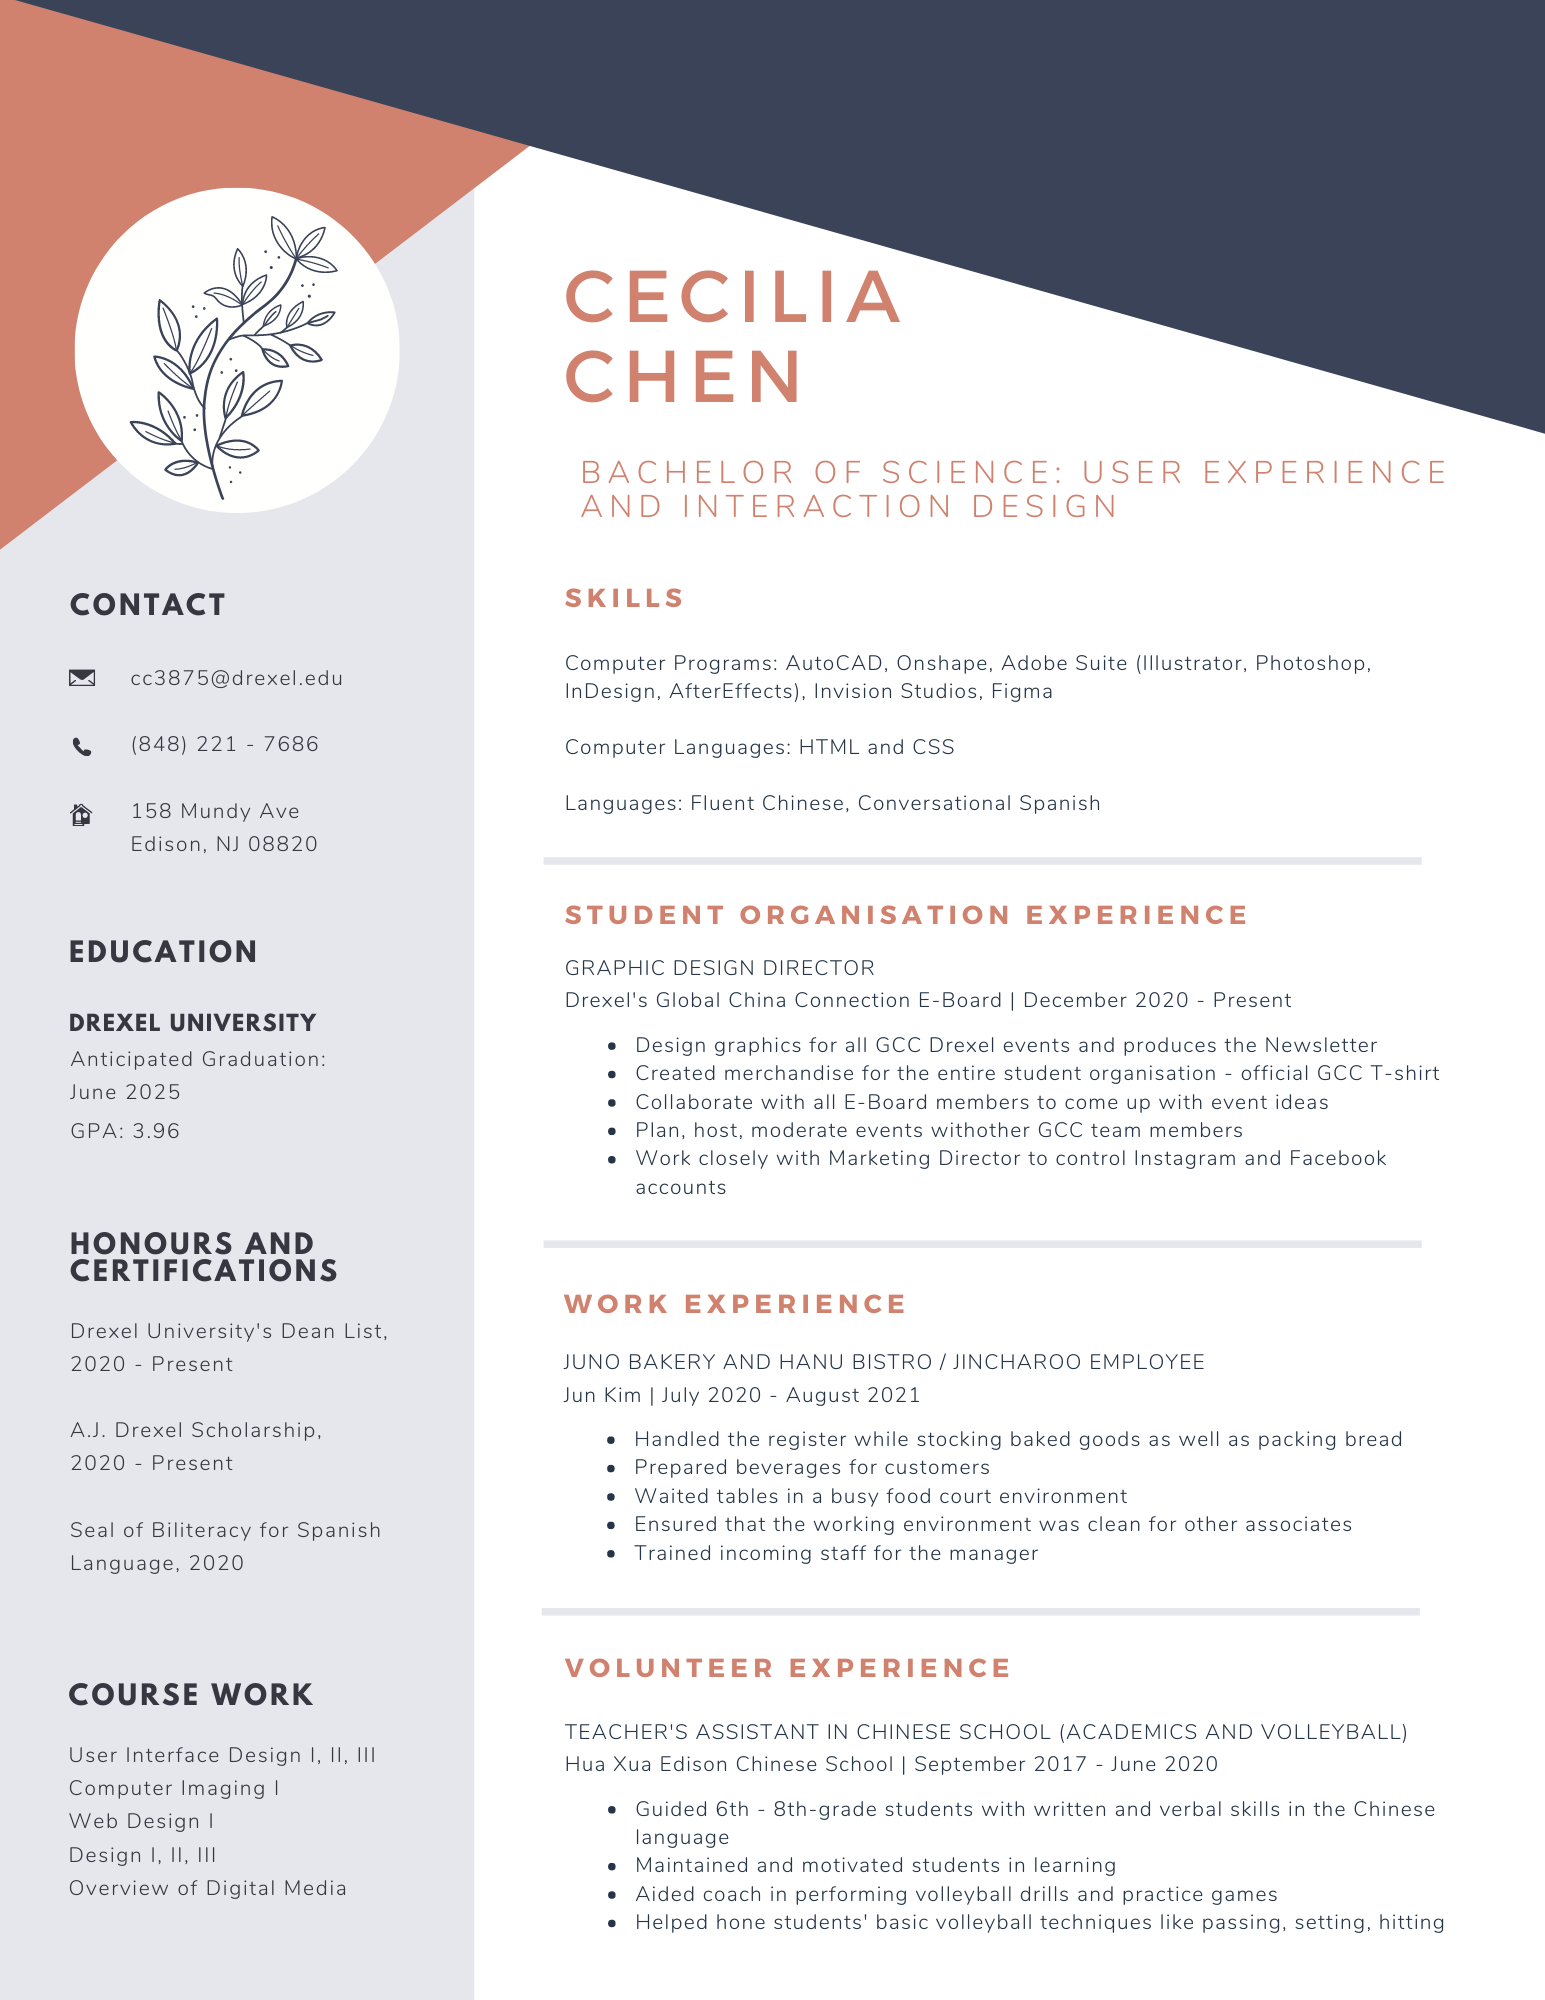 CECILIA
CHEN
BACHELOR OF SCIENCE: USER EXPERIENCE
AND INTERACTION DESIGN
CONTACT
cc3875@drexel.edu
(848) 221 - 7686
158 Mundy Ave
Edison, NJ 08820
EDUCATION
DREXEL UNIVERSITY
Anticipated Graduation:
June 2025
GPA: 3.96
HONOURS AND
CERTIFICATIONS
Drexel University's Dean List,
2020 - Present
A.J. Drexel Scholarship,
2020 - Present
Seal of Biliteracy for Spanish
Language, 2020
COURSE WORK
User Interface Design I, II, III
Computer Imaging I
Web Design I
Design I, II, III
Overview of Digital Media
SKILLS
Computer Programs: AutoCAD, Onshape, Adobe Suite (Illustrator, Photoshop,
InDesign, AfterEffects), Invision Studios, Figma
Computer Languages: HTML and CSS
Languages: Fluent Chinese, Conversational Spanish
STUDENT ORGANISATION EXPERIENCE
GRAPHIC DESIGN DIRECTOR
Drexel's Global China Connection E-Board | December 2020 - Present
• Design graphics for all GCC Drexel events and produces the Newsletter
• Created merchandise for the entire student organisation - official GCC T-shirt
• Collaborate with all E-Board members to come up with event ideas
• Plan, host, moderate events withother GCC team members
• Work closely with Marketing Director to control Instagram and Facebook
accounts
WORK EXPERIENCE
JUNO BAKERY AND HANU BISTRO / JINCHAROO EMPLOYEE
Jun Kim | July 2020 - August 2021
• Handled the register while stocking baked goods as well as packing bread
• Prepared beverages for customers
• Waited tables in a busy food court environment
• Ensured that the working environment was clean for other associates
• Trained incoming staff for the manager
VOLUNTEER EXPERIENCE
TEACHER'S ASSISTANT IN CHINESE SCHOOL (ACADEMICS AND VOLLEYBALL)
Hua Xua Edison Chinese School | September 2017 - June 2020
• Guided 6th - 8th-grade students with written and verbal skills in the Chinese
language
• Maintained and motivated students in learning
• Aided coach in performing volleyball drills and practice games
• Helped hone students' basic volleyball techniques like passing, setting, hitting